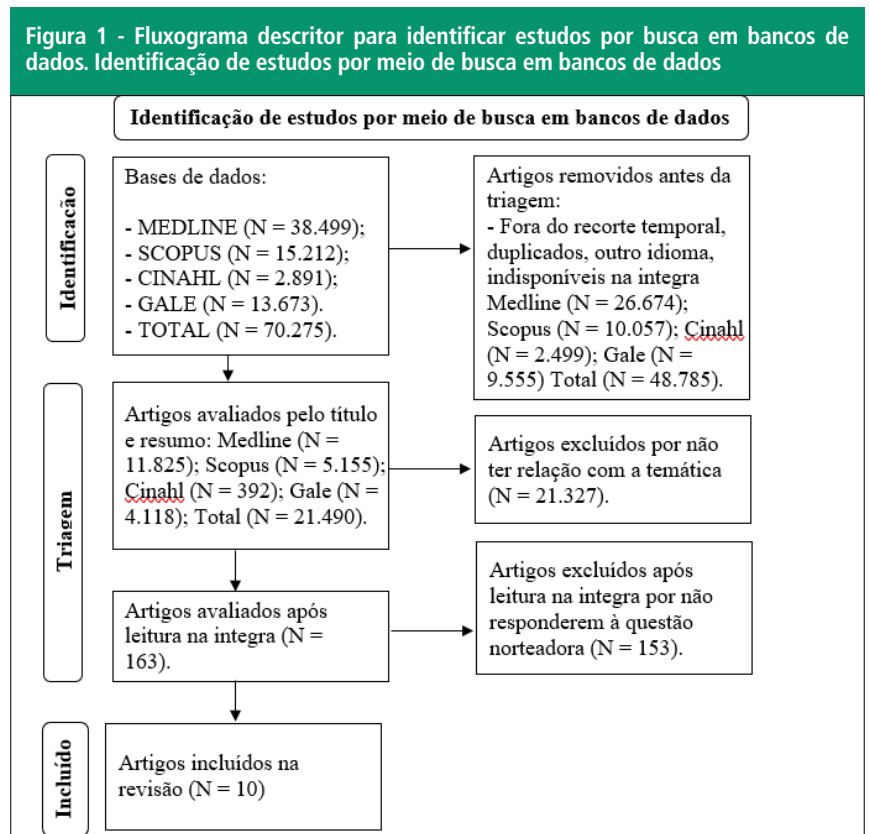 Figura 1 - Fluxograma descritor para identificar estudos por busca em bancos de
dados. Identificação de estudos por meio de busca em bancos de dados
Identificação de estudos por meio de busca em bancos de dados
Identificação
Bases de dados:
- MEDLINE (N = 38.499);
- SCOPUS (N = 15.212);
- CINAHL (N = 2.891);
- GALE (N = 13.673).
- TOTAL (N = 70.275).
Artigos removidos antes da
triagem:
- Fora do recorte temporal,
duplicados, outro idioma,
indisponíveis na integra
Medline (N = 26.674);
Scopus (N = 10.057); Cinahl
(N = 2.499); Gale (N =
9.555) Total (N = 48.785).
Triagem
Artigos avaliados pelo título
e resumo: Medline (N =
11.825); Scopus (N = 5.155);
Cinahl (N = 392); Gale (N =
4.118); Total (N = 21.490).
Artigos excluídos por não
ter relação com a temática
(N = 21.327).
Artigos avaliados após
leitura na integra (N =
163).
Artigos excluídos após
leitura na integra por não
responderem à questão
norteadora (N = 153).
Incluído
Artigos incluídos na
revisão (N = 10)